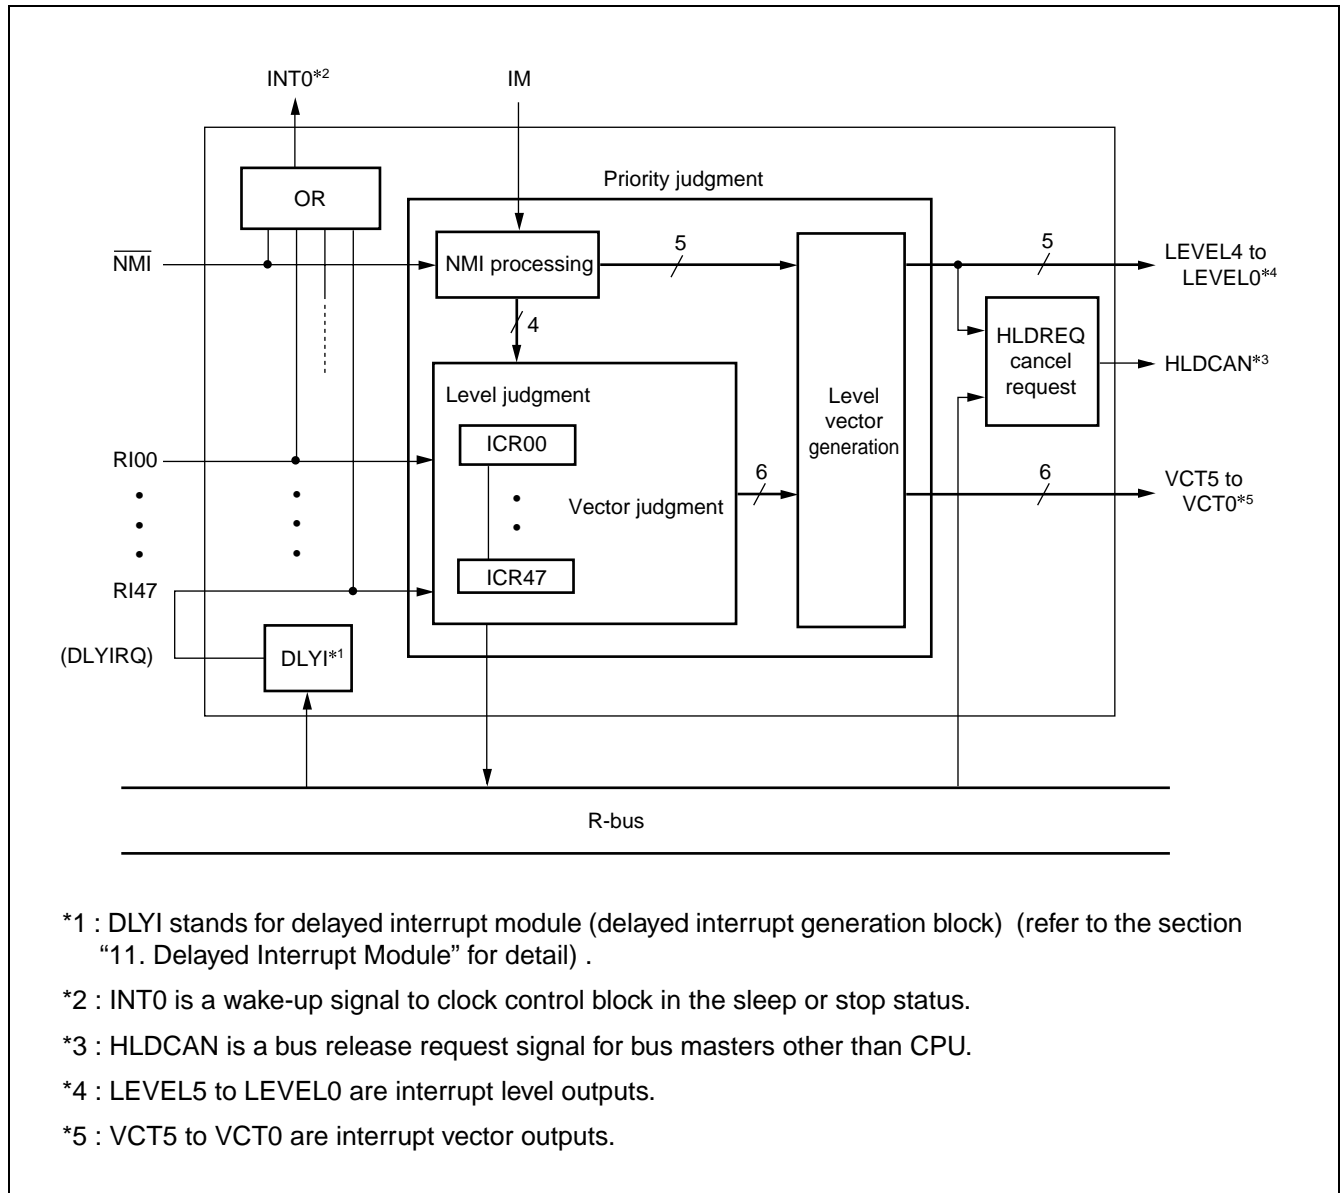 INT0*2
IM
Priority judgment
OR
NMI
NMI processing
5
5
LEVEL4 to
LEVEL0*4
4
HLDREQ
cancel
request
HLDCAN*3
Level judgment
Level
vector
generation
ICR00
RI00
6
6
VCT5 to
VCT0*5
Vector judgment
ICR47
RI47
(DLYIRQ)
DLYI*1
R-bus
*1 : DLYI stands for delayed interrupt module (delayed interrupt generation block) (refer to the section
“11. Delayed Interrupt Module” for detail) .
*2 : INT0 is a wake-up signal to clock control block in the sleep or stop status.
*3 : HLDCAN is a bus release request signal for bus masters other than CPU.
*4 : LEVEL5 to LEVEL0 are interrupt level outputs.
*5 : VCT5 to VCT0 are interrupt vector outputs.